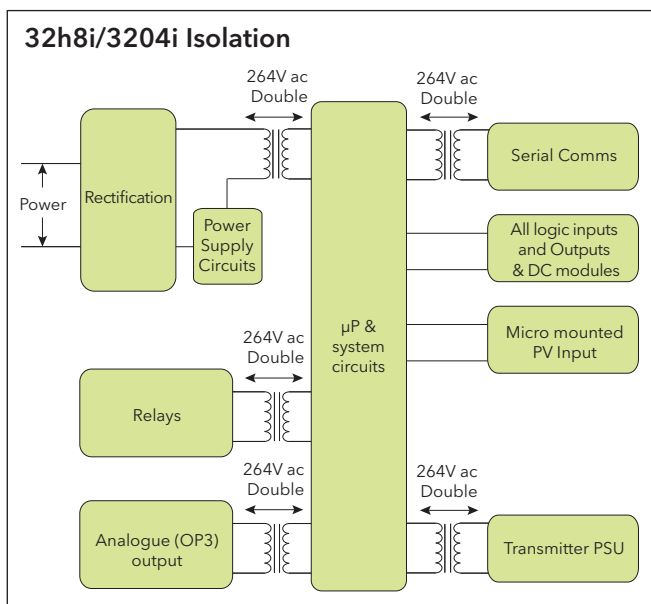 32h8i/3204i Isolation
264V ac
Double
264V ac
Double
Rectification
Power
Power
Supply
Circuits
µP &
system
circuits
Serial Comms
All logic inputs
and Outputs
& DC modules
Micro mounted
PV Input
264V ac
Double
Relays
264V ac
Double
264V ac
Double
Analogue (OP3)
output
Transmitter PSU